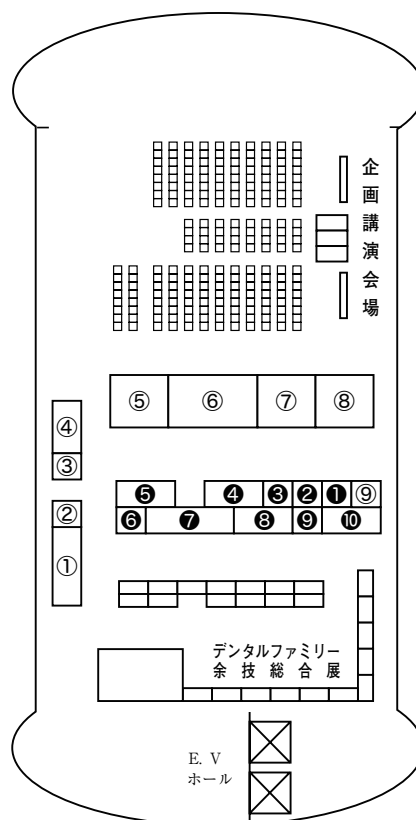 企画講演会場
⑤ ⑥ ⑦ ⑧
④
③
②
①
❺ ❹ ❸ ❷ ❶ ⑨
❻ ❼ ❽ ❾ ❿
デンタルファミリー
余技総合展
E. V
ホール